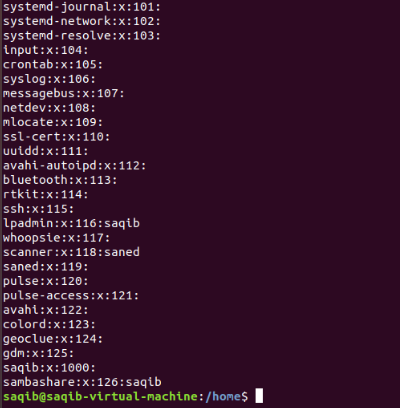 systemd-journal:x:101:
systemd-network:x:102:
systemd-resolve:x:103:
input:x:104:
crontab:x:105:
syslog:x:106:
messagebus:x:107:
netdev:x:108:
mlocate:x:109:
ssl-cert:x:110:
uuidd:x:111:
avahi-autoipd:x:112:
bluetooth:x:113:
rtkit:x:114:
ssh:x:115:
lpadmin:x:116:saqib
whoopsie:x:117:
scanner:x:118:saned
saned:x:119:
pulse:x:120:
pulse-access:x:121:
avahi:x:122:
colord:x:123:
geoclue:x:124:
gdm:x:125:
saqib:x:1000:
sambashare:x:126:saqib
saqib@saqib-virtual-machine:/home$